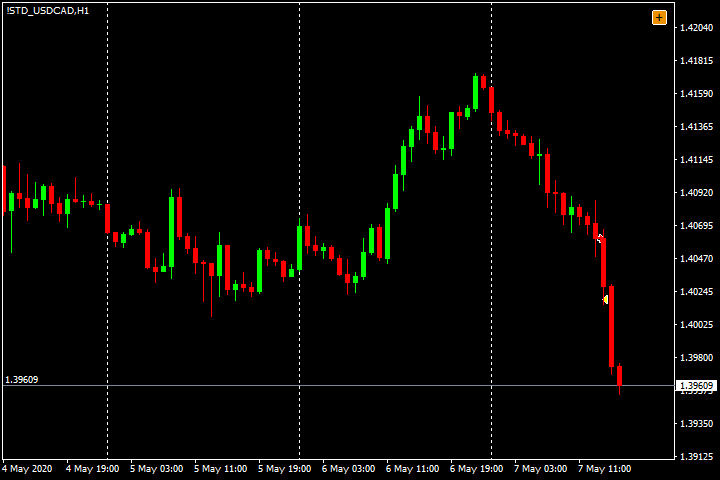 !STD_USDCAD,H1
+
1.42040
1.41815
1.41590
1.41365
1.41145
1.40920
1.40695
1.40470
1.40245
1.40025
1.39800
1.39609
1.39609
1.39350
1.39125
4 May 2020
4 May 19:00
5 May 03:00
5 May 11:00
5 May 19:00
6 May 03:00
6 May 11:00
6 May 19:00
7 May 03:00
7 May 11:00